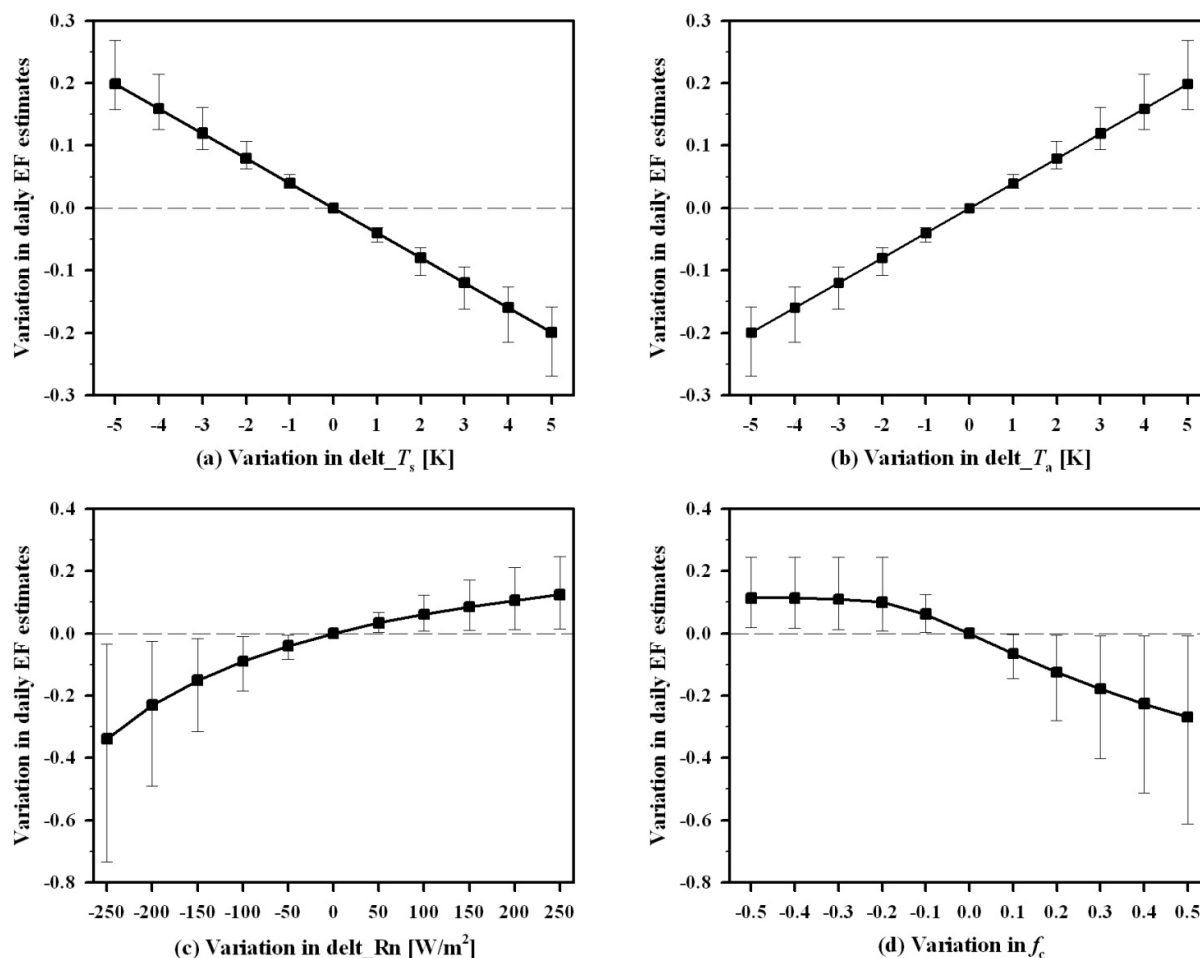 Variation in daily EF estimates
0.3
0.2
0.1
0.0
-0.1
-0.2
-0.3
-5 -4 -3 -2 -1 0 1 2 3 4 5
(a) Variation in delt_Ts [K]
Variation in daily EF estimates
0.3
0.2
0.1
0.0
-0.1
-0.2
-0.3
-5 -4 -3 -2 -1 0 1 2 3 4 5
(b) Variation in delt_Ta [K]
Variation in daily EF estimates
0.4
0.2
0.0
-0.2
-0.4
-0.6
-0.8
-250 -200 -150 -100 -50 0 50 100 150 200 250
(c) Variation in delt_Rn [W/m²]
Variation in daily EF estimates
0.4
0.2
0.0
-0.2
-0.4
-0.6
-0.8
-0.5 -0.4 -0.3 -0.2 -0.1 0.0 0.1 0.2 0.3 0.4 0.5
(d) Variation in fc